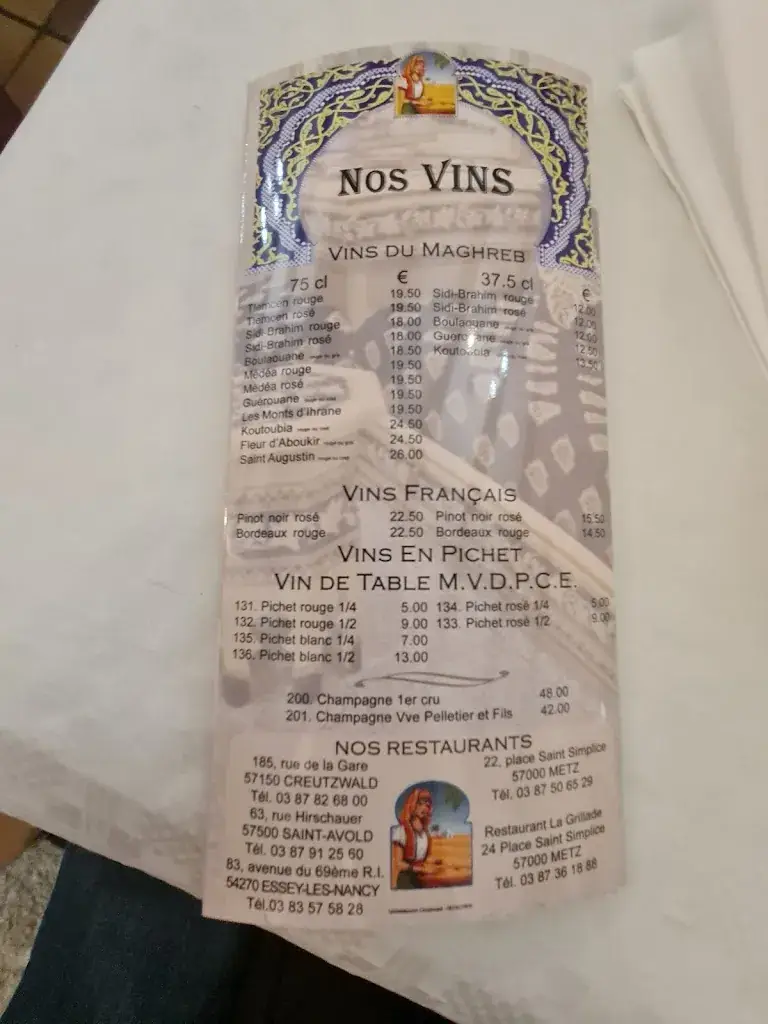 NOS VINS
VINS DU MAGHREB
75 cl € 37.5 cl €
Tlemcen rouge 19.50 Sidi-Brahim rouge 12.00
Tlemcen rosé 19.50 Sidi-Brahim rosé 12.00
Sidi-Brahim rouge 18.00 Boulaouane 12.00
Sidi-Brahim rosé 18.00 Guerouane 12.50
Boulaouane 18.50 Koutoubia 13.50
Médéa rouge 19.50
Médéa rosé 19.50
Guérouane 19.50
Les Monts d'Ihrane 19.50
Koutoubia 24.50
Fleur d'Aboukir 24.50
Saint Augustin 26.00
VINS FRANÇAIS
Pinot noir rosé 22.50 Pinot noir rosé 15.50
Bordeaux rouge 22.50 Bordeaux rouge 14.50
VINS EN PICHET
VIN DE TABLE M.V.D.P.C.E.
131. Pichet rouge 1/4 5.00 134. Pichet rosé 1/4 5.00
132. Pichet rouge 1/2 9.00 133. Pichet rosé 1/2 9.00
135. Pichet blanc 1/4 7.00
136. Pichet blanc 1/2 13.00
200. Champagne 1er cru 48.00
201. Champagne Vve Pelletier et Fils 42.00
NOS RESTAURANTS
185, rue de la Gare
57150 CREUTZWALD
Tél. 03 87 82 68 00
63, rue Hirschauer
57500 SAINT-AVOLD
Tél. 03 87 91 25 60
83, avenue du 69ème R.I.
54270 ESSEY-LES-NANCY
Tél.03 83 57 58 28
22, place Saint Simplice
57000 METZ
Tél. 03 87 50 65 29
Restaurant La Grillade
24 Place Saint Simplice
57000 METZ
Tél. 03 87 36 18 88